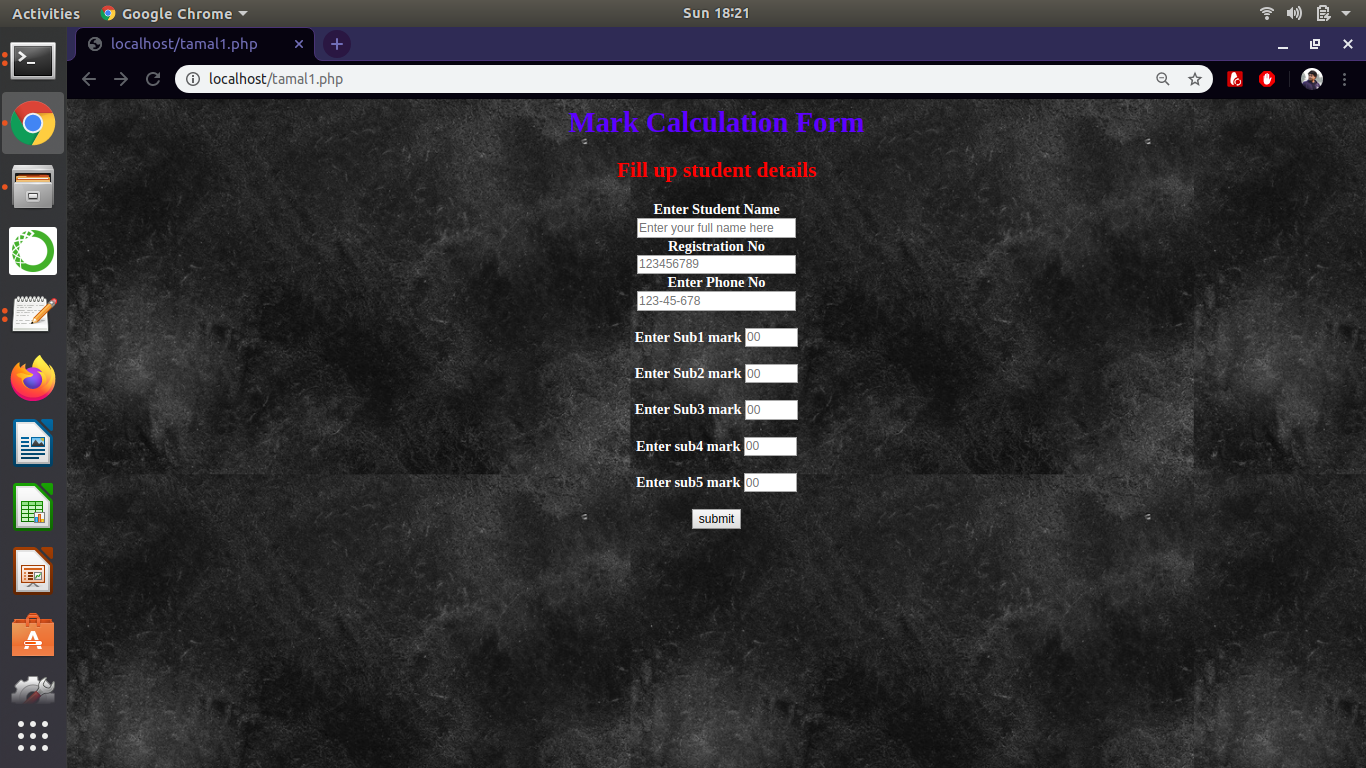 Activities Google Chrome Sun 18:21
localhost/tamal1.php
localhost/tamal1.php
Mark Calculation Form
Fill up student details
Enter Student Name
Enter your full name here
Registration No
123456789
Enter Phone No
123-45-678
Enter Sub1 mark 00
Enter Sub2 mark 00
Enter Sub3 mark 00
Enter sub4 mark 00
Enter sub5 mark 00
submit